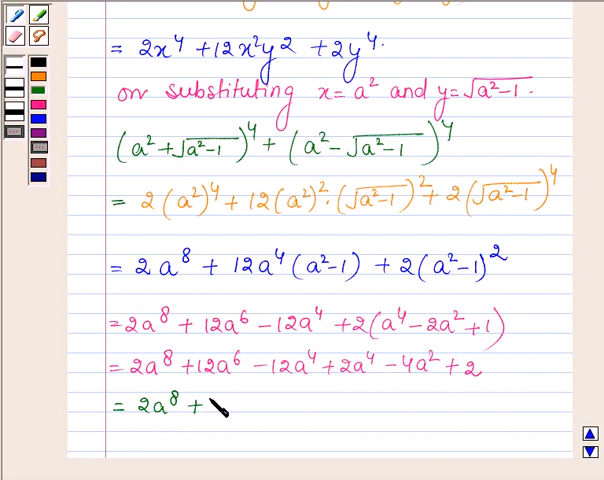 = 2x⁴ + 12x²y² + 2y⁴.
on substituting x = a² and y = √(a²-1).
(a² + √(a²-1))⁴ + (a² - √(a²-1))⁴
= 2(a²)⁴ + 12(a²)² · (√(a²-1))² + 2(√(a²-1))⁴
= 2a⁸ + 12a⁴(a²-1) + 2(a²-1)²
= 2a⁸ + 12a⁶ - 12a⁴ + 2(a⁴ - 2a² + 1)
= 2a⁸ + 12a⁶ - 12a⁴ + 2a⁴ - 4a² + 2
= 2a⁸ +